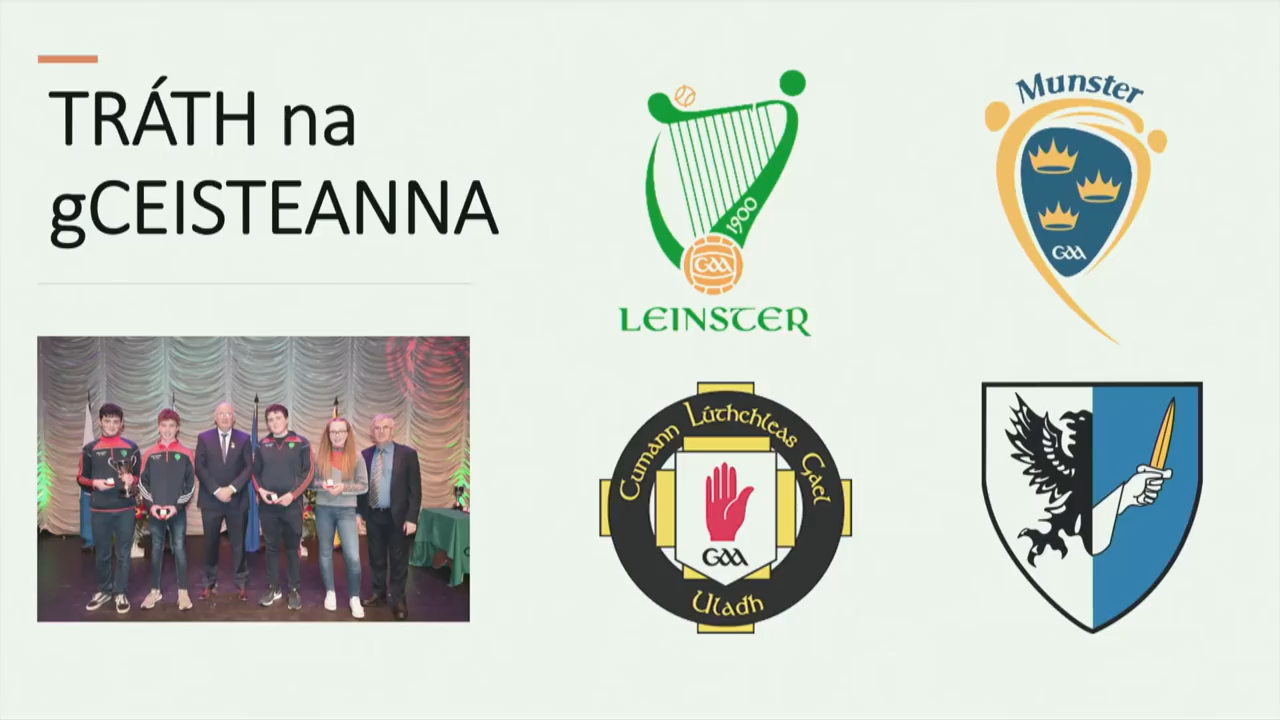 TRÁTH na
gCEISTEANNA
1900
GAA
LEINSTER
Munster
GAA
Cumann Lúthchleas Gael
GAA
Uladh